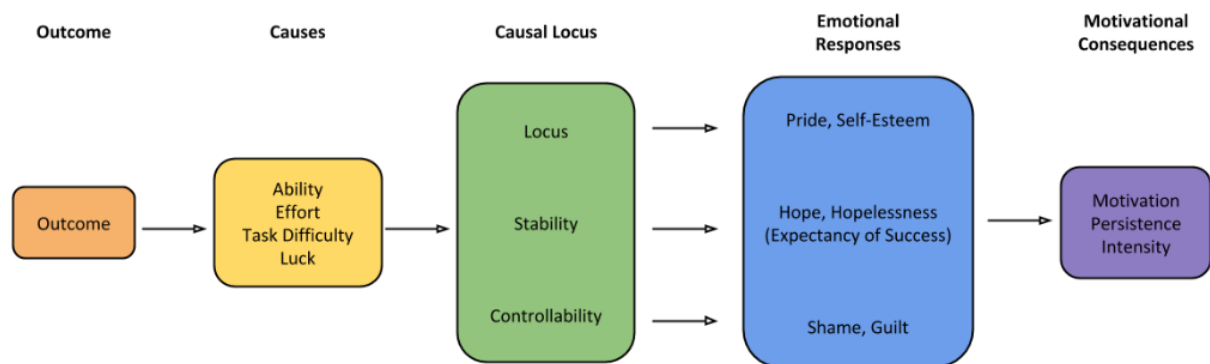 Outcome
Causes
Causal Locus
Emotional
Responses
Motivational
Consequences
Outcome
Ability
Effort
Task Difficulty
Luck
Locus
Stability
Controllability
Pride, Self-Esteem
Hope, Hopelessness
(Expectancy of Success)
Shame, Guilt
Motivation
Persistence
Intensity